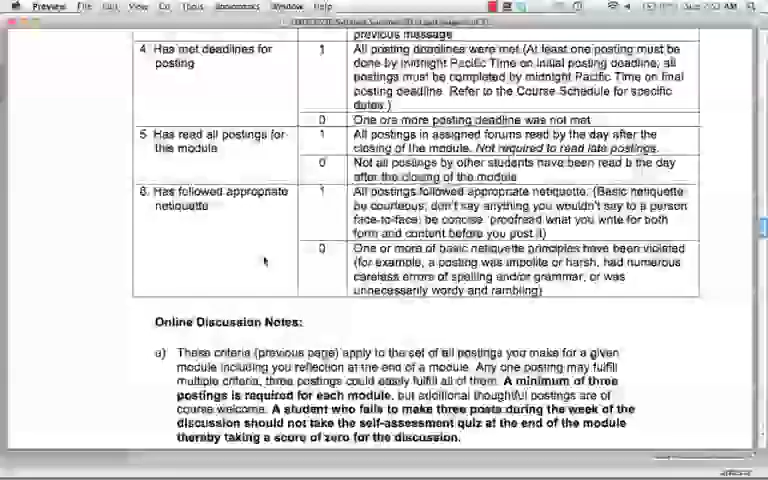 Preview File Edit View Go Tools Bookmarks Window Help
previous message
4. Has met deadlines for
posting
1
All posting deadlines were met (At least one posting must be
done by midnight Pacific Time on initial posting deadline; all
postings must be completed by midnight Pacific Time on final
posting deadline. Refer to the Course Schedule for specific
dates.)
0
One ore more posting deadline was not met
5. Has read all postings for
this module
1
All postings in assigned forums read by the day after the
closing of the module. Not required to read late postings.
0
Not all postings by other students have been read b the day
after the closing of the module
6. Has followed appropriate
netiquette
1
All postings followed appropriate netiquette. (Basic netiquette
be courteous; don't say anything you wouldn't say to a person
face-to-face; be concise; proofread what you write for both
form and content before you post it)
0
One or more of basic netiquette principles have been violated
(for example, a posting was impolite or harsh, had numerous
careless errors of spelling and/or grammar, or was
unnecessarily wordy and rambling)
Online Discussion Notes:
a) These criteria (previous page) apply to the set of all postings you make for a given
module including you reflection at the end of a module. Any one posting may fulfill
multiple criteria, three postings could easily fulfill all of them. A minimum of three
postings is required for each module, but additional thoughtful postings are of
course welcome. A student who fails to make three posts during the week of the
discussion should not take the self-assessment quiz at the end of the module
thereby taking a score of zero for the discussion.